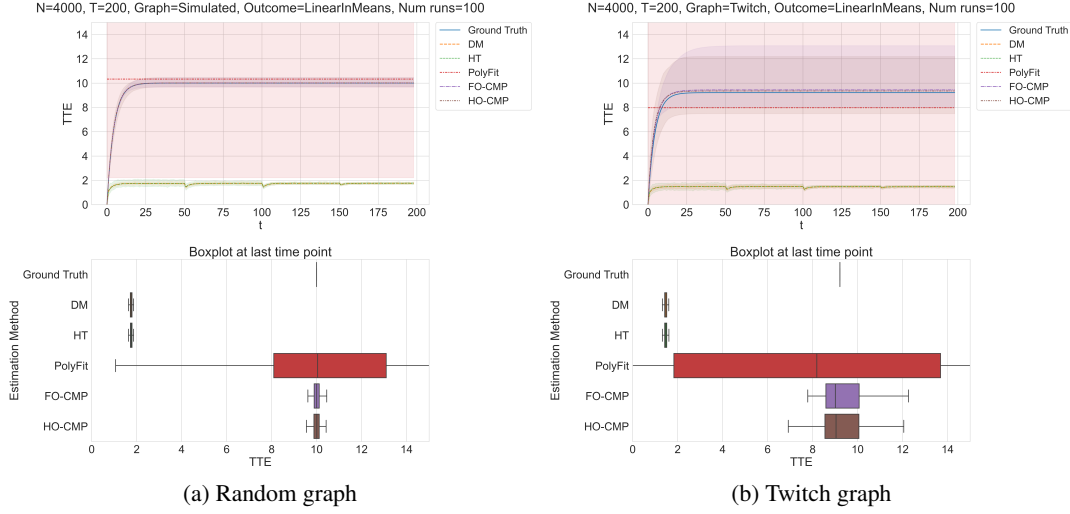 N=4000, T=200, Graph=Simulated, Outcome=LinearInMeans, Num runs=100
14
12
10
8
6
4
2
0
TTE
0 25 50 75 100 125 150 175 200
t
Ground Truth
DM
HT
PolyFit
FO-CMP
HO-CMP
Boxplot at last time point
Estimation Method
Ground Truth
DM
HT
PolyFit
FO-CMP
HO-CMP
0 2 4 6 8 10 12 14
TTE
(a) Random graph
N=4000, T=200, Graph=Twitch, Outcome=LinearInMeans, Num runs=100
14
12
10
8
6
4
2
0
TTE
0 25 50 75 100 125 150 175 200
t
Ground Truth
DM
HT
PolyFit
FO-CMP
HO-CMP
Boxplot at last time point
Estimation Method
Ground Truth
DM
HT
PolyFit
FO-CMP
HO-CMP
0 2 4 6 8 10 12 14
TTE
(b) Twitch graph